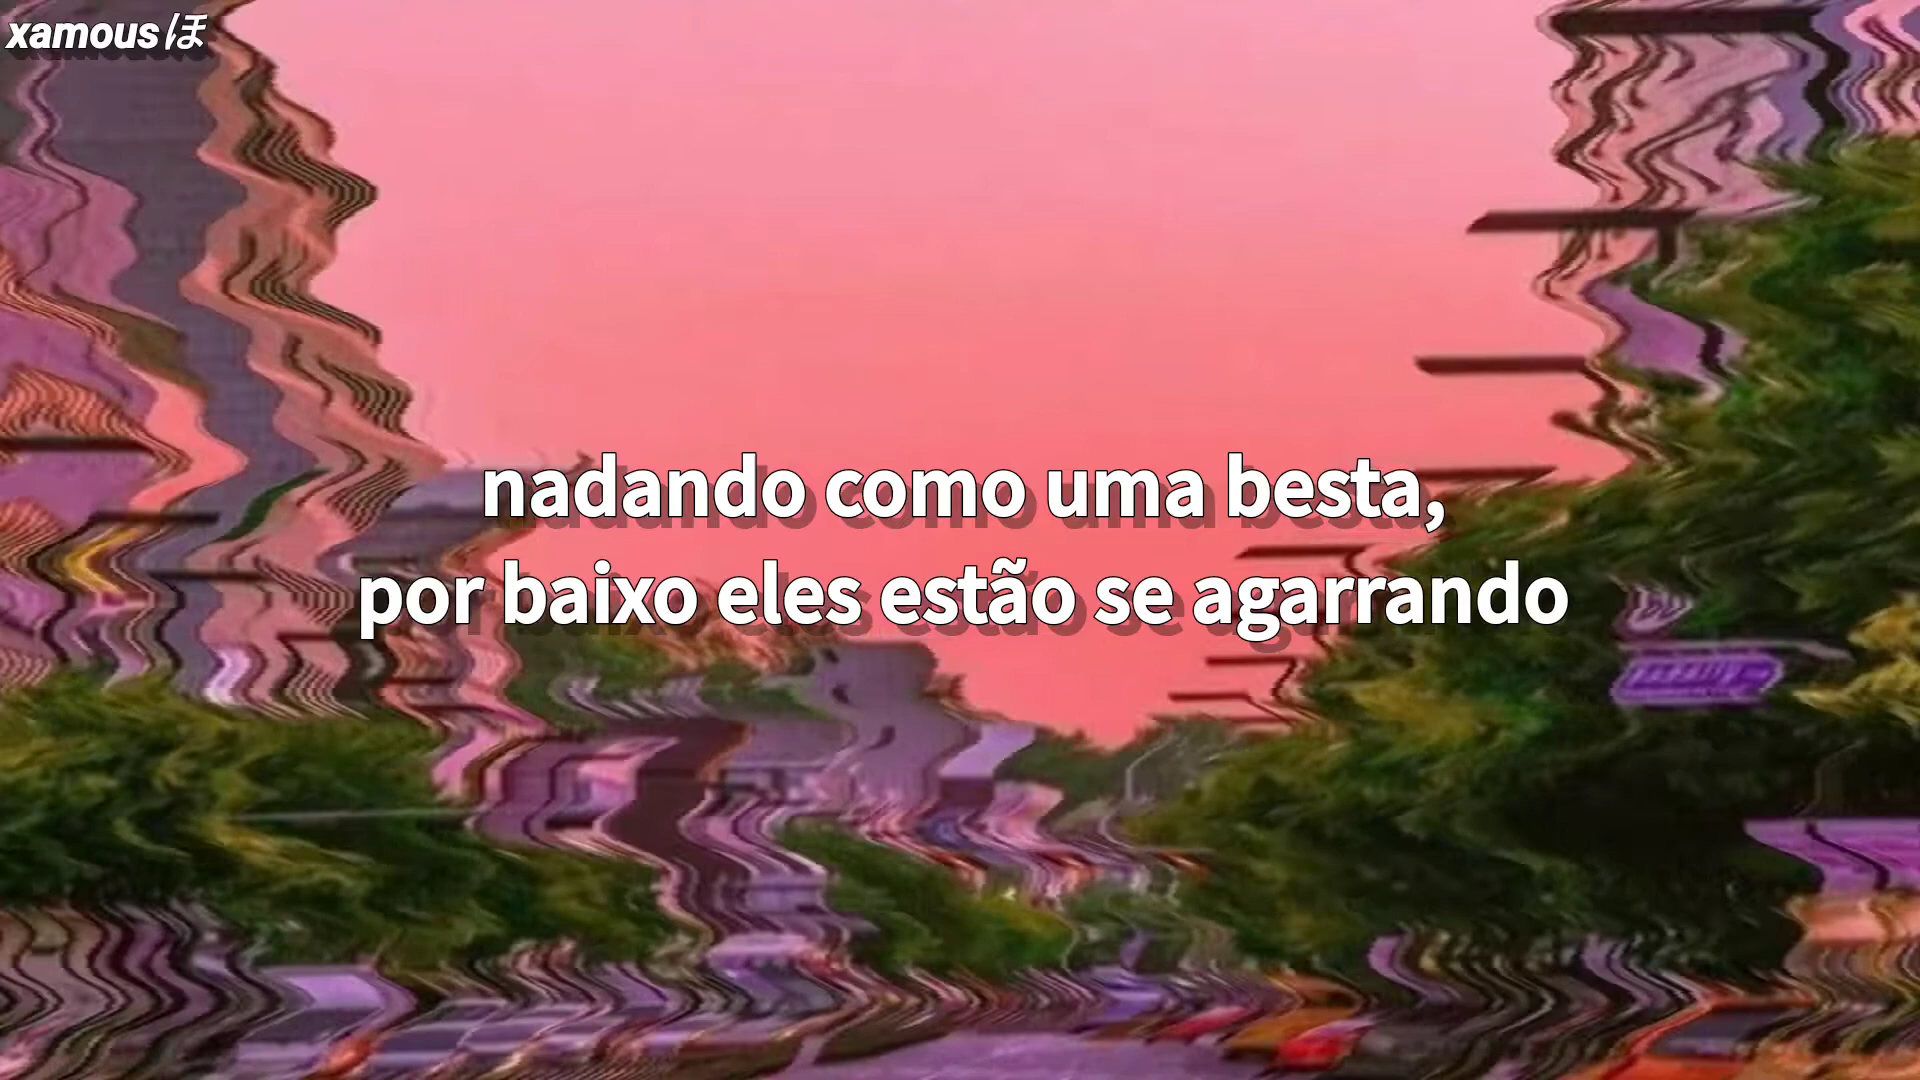 xamousほ
nadando como uma besta,
por baixo eles estão se agarrando